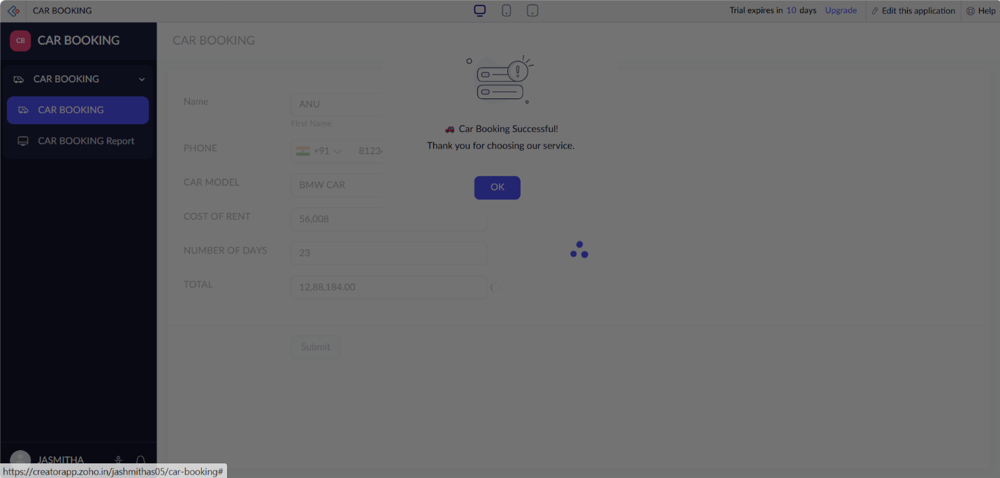 CAR BOOKING
Trial expires in 10 days Upgrade
Edit this application
Help
CB CAR BOOKING
CAR BOOKING
CAR BOOKING
CAR BOOKING Report
JASMITHA
https://creatorapp.zoho.in/jashmithas05/car-booking#
CAR BOOKING
Name
ANU
First Name
PHONE
+91 8123
CAR MODEL
BMW CAR
COST OF RENT
56,008
NUMBER OF DAYS
23
TOTAL
12,88,184.00
Submit
Car Booking Successful!
Thank you for choosing our service.
OK